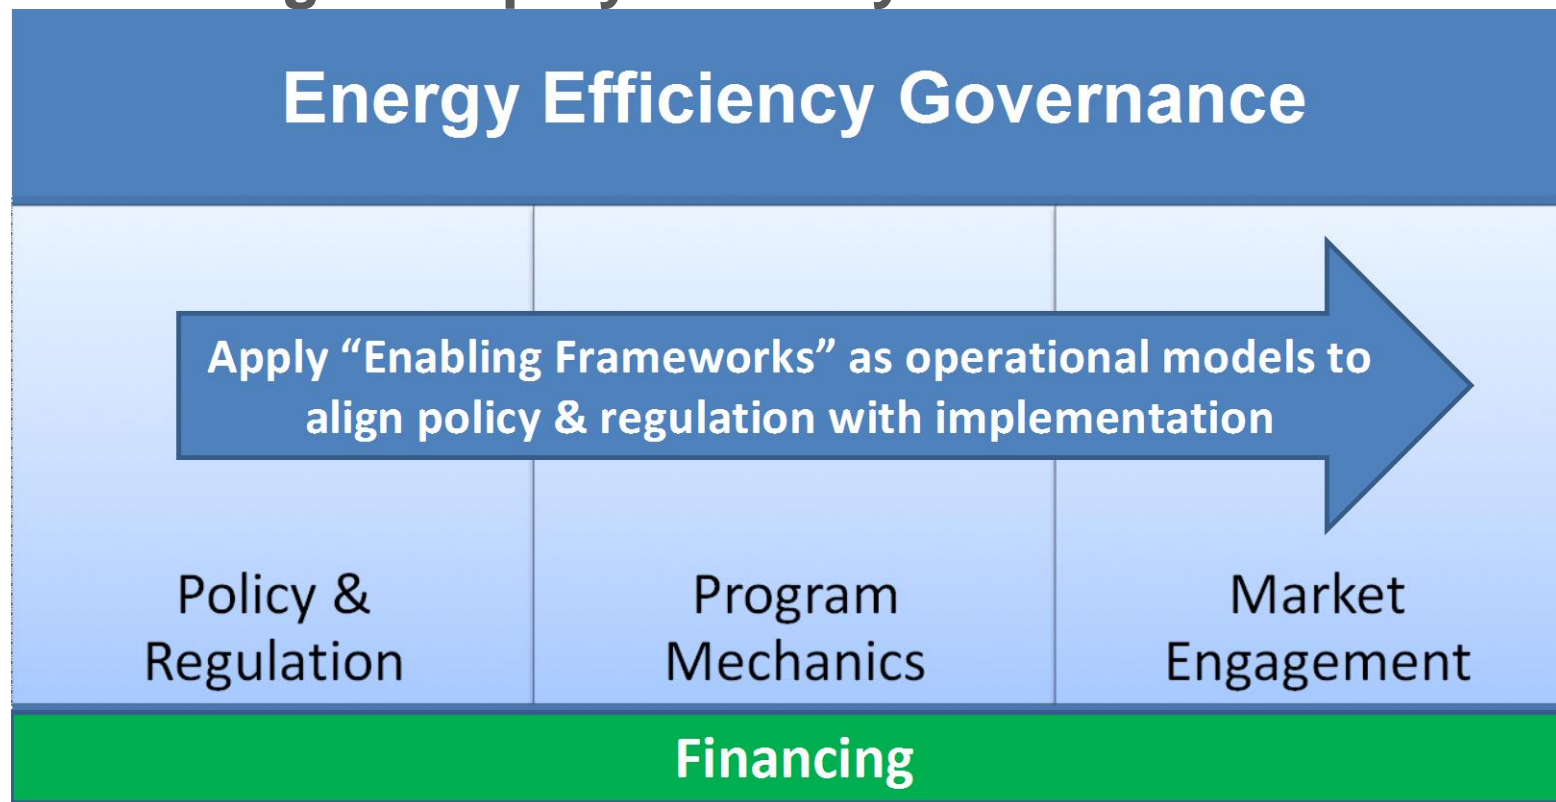 Energy Efficiency Governance
Apply “Enabling Frameworks” as operational models to
align policy & regulation with implementation
Policy &
Regulation
Program
Mechanics
Market
Engagement
Financing